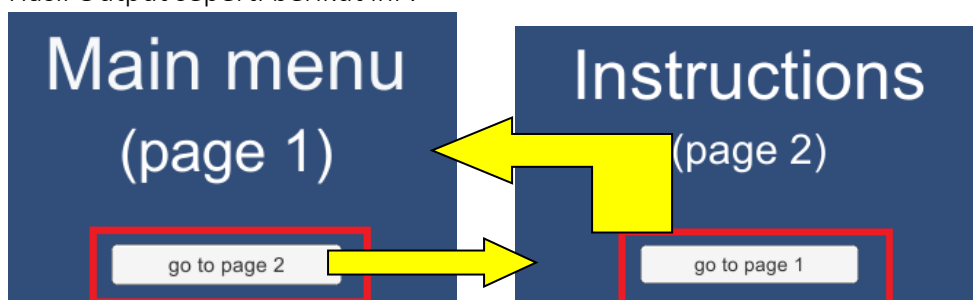 Main menu
(page 1)
go to page 2
Instructions
(page 2)
go to page 1